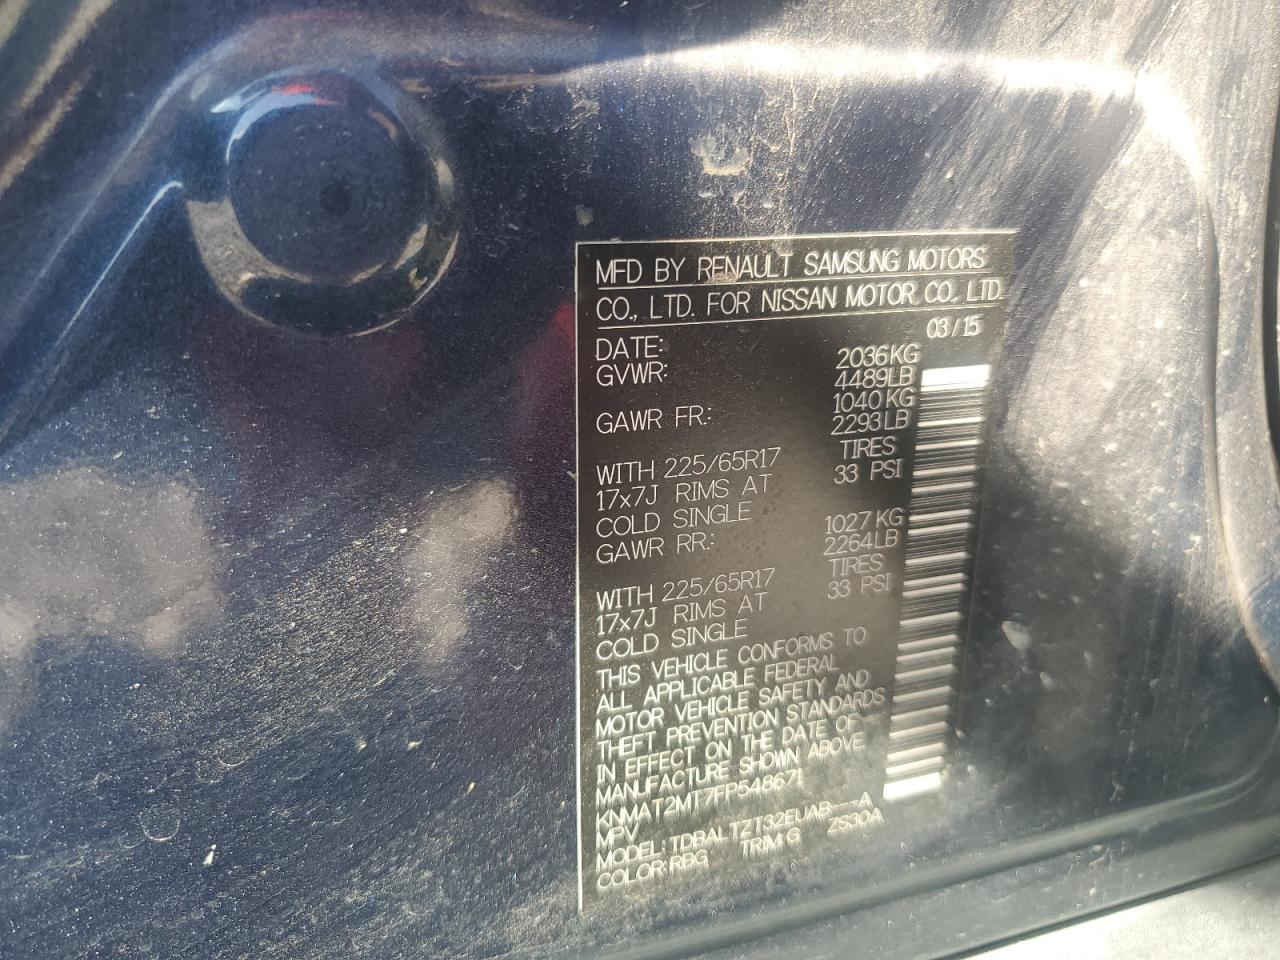 MFD BY RENAULT SAMSUNG MOTORS
CO., LTD. FOR NISSAN MOTOR CO., LTD.
DATE: 03/15
GVWR: 2036KG
4489LB
GAWR FR.: 1040KG
2293LB
WITH 225/65R17 TIRES
17x7J RIMS AT 33 PSI
COLD SINGLE
GAWR RR.: 1027KG
2264LB
WITH 225/65R17 TIRES
17x7J RIMS AT 33 PSI
COLD SINGLE
THIS VEHICLE CONFORMS TO
ALL APPLICABLE FEDERAL
MOTOR VEHICLE SAFETY AND
THEFT PREVENTION STANDARDS
IN EFFECT ON THE DATE OF
MANUFACTURE SHOWN ABOVE.
KNMAT2MT7FP548671
MPV
MODEL: TDBALTZT32EUAB---A
COLOR: RBG TRIM: G ZS30A